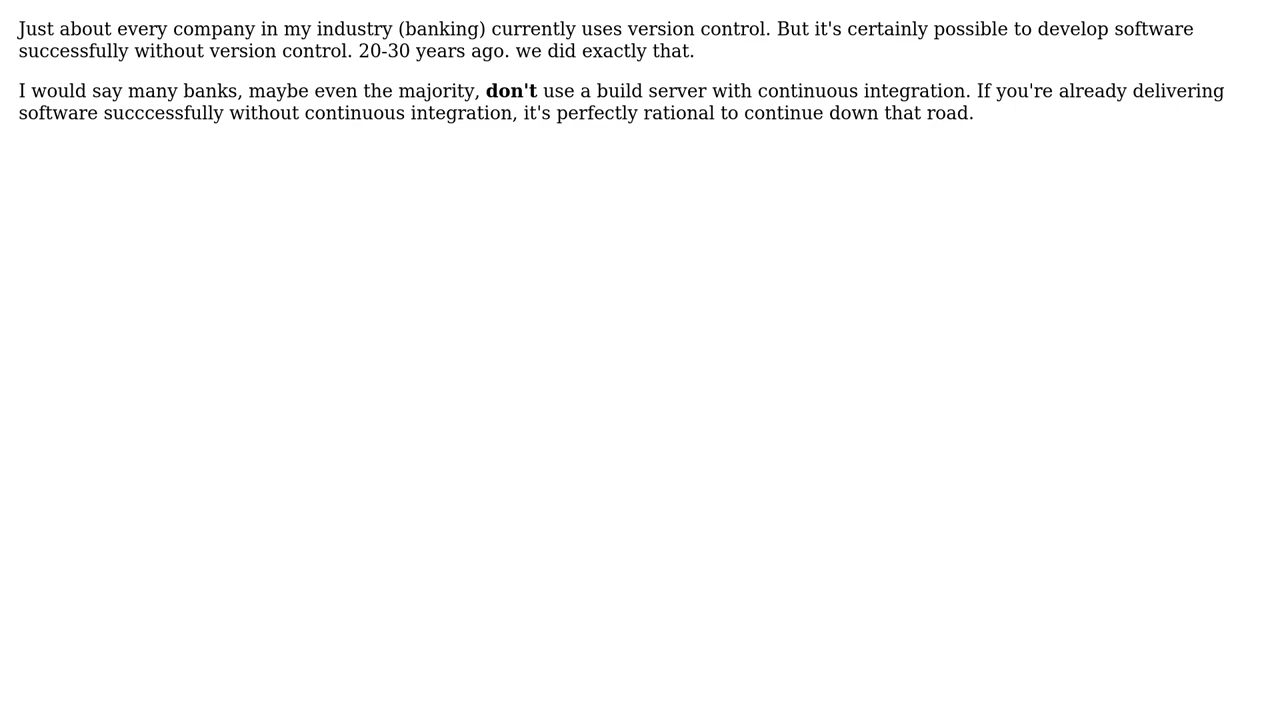 Just about every company in my industry (banking) currently uses version control. But it's certainly possible to develop software
successfully without version control. 20-30 years ago. we did exactly that.
I would say many banks, maybe even the majority, don't use a build server with continuous integration. If you're already delivering
software succcessfully without continuous integration, it's perfectly rational to continue down that road.